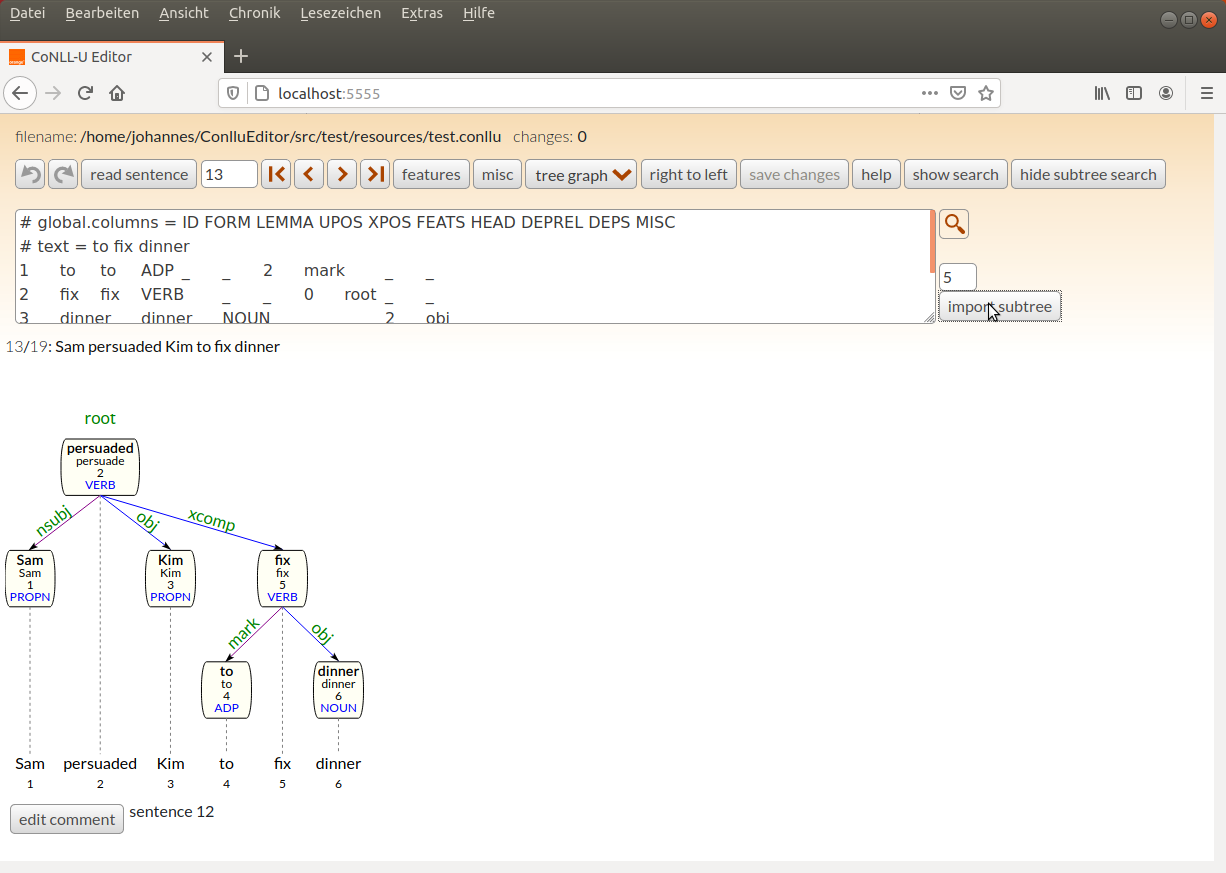 Datei Bearbeiten Ansicht Chronik Lesezeichen Extras Hilfe
CoNLL-U Editor
localhost:5555
filename: /home/johannes/ConlluEditor/src/test/resources/test.conllu changes: 0
read sentence 13 features misc tree graph right to left save changes help show search hide subtree search
# global.columns = ID FORM LEMMA UPOS XPOS FEATS HEAD DEPREL DEPS MISC
# text = to fix dinner
1 to to ADP _ _ 2 mark _ _
2 fix fix VERB _ _ 0 root _ _
3 dinner dinner NOUN 2 obj
5
import subtree
13/19: Sam persuaded Kim to fix dinner
root
persuaded
persuade
2
VERB
nsubj obj xcomp
Sam Kim fix
Sam Kim fix
1 3 5
PROPN PROPN VERB
mark obj
to dinner
to dinner
4 6
ADP NOUN
Sam persuaded Kim to fix dinner
1 2 3 4 5 6
edit comment sentence 12